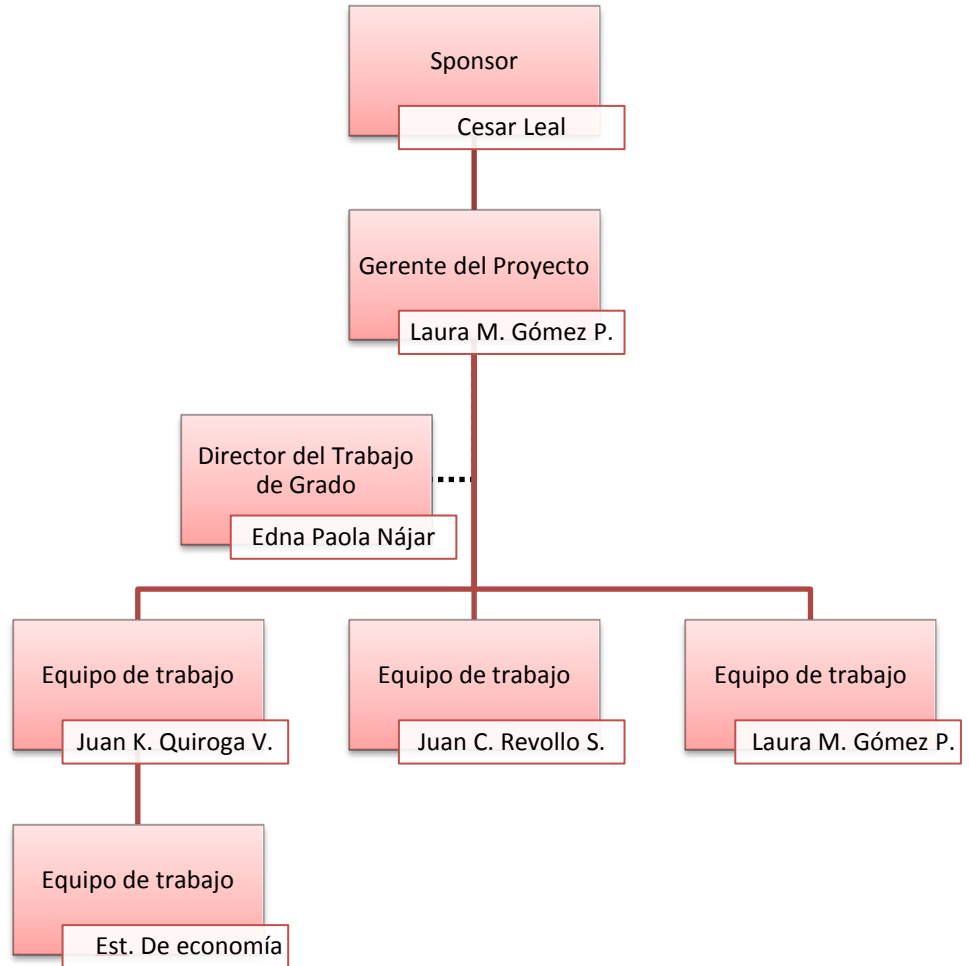 Sponsor
Cesar Leal
Gerente del Proyecto
Laura M. Gómez P.
Director del Trabajo
de Grado
Edna Paola Nájar
Equipo de trabajo
Juan K. Quiroga V.
Equipo de trabajo
Juan C. Revollo S.
Equipo de trabajo
Laura M. Gómez P.
Equipo de trabajo
Est. De economía